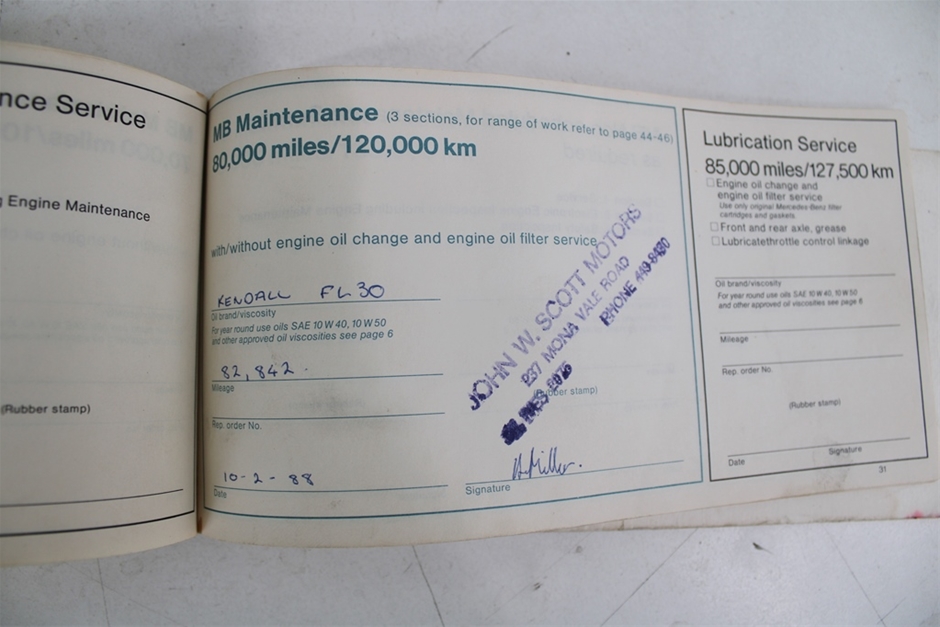 nce Service
g Engine Maintenance
(Rubber stamp)
MB Maintenance (3 sections, for range of work refer to page 44-46)
80,000 miles/120,000 km
with/without engine oil change and engine oil filter service
KENDALL FL30
Oil brand/viscosity
For year round use oils SAE 10 W 40, 10 W 50
and other approved oil viscosities see page 6
82,842.
Mileage
Rep. order No.
10-2-88
Date
JOHN W. SCOTT MOTORS
237 MONA VALE ROAD
PHONE 449-8430
(Rubber stamp)
Miller.
Signature
Lubrication Service
85,000 miles/127,500 km
Engine oil change and
engine oil filter service
Use only original Mercedes-Benz filter
cartridges and gaskets.
Front and rear axle, grease
Lubricatethrottle control linkage
Oil brand/viscosity
For year round use oils SAE 10 W 40, 10 W 50
and other approved oil viscosities see page 6
Mileage
Rep. order No.
(Rubber stamp)
Date
Signature
31